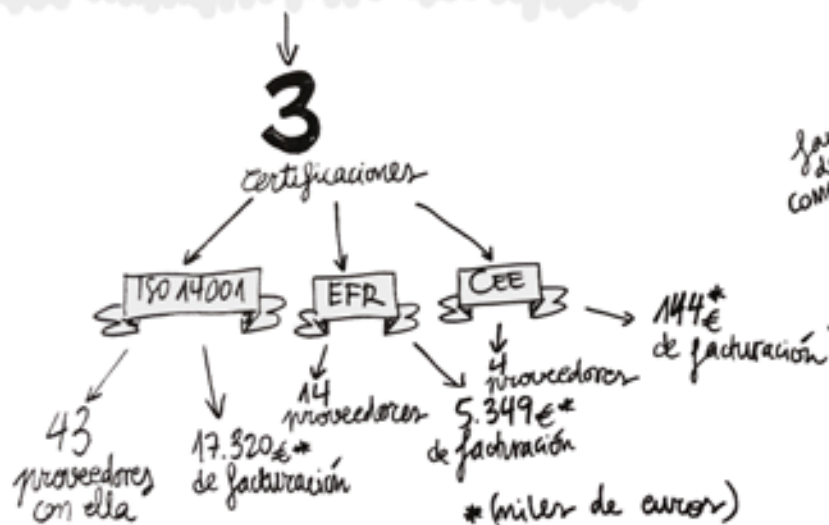 3
certificaciones
ISO 14001
EFR
CEE
43
proveedores
con ella
17.320€*
de facturación
14
proveedores
5.349€*
de facturación
4
proveedores
144*€
de facturación
*(miles de euros)